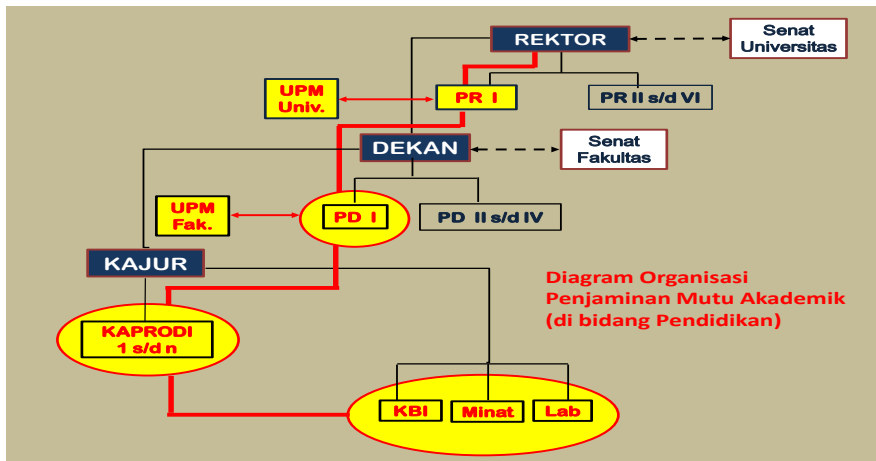 REKTOR
Senat
Universitas
UPM
Univ.
PR I
PR II s/d VI
DEKAN
Senat
Fakultas
UPM
Fak.
PD I
PD II s/d IV
KAJUR
Diagram Organisasi
Penjaminan Mutu Akademik
(di bidang Pendidikan)
KAPRODI
1 s/d n
KBI
Minat
Lab